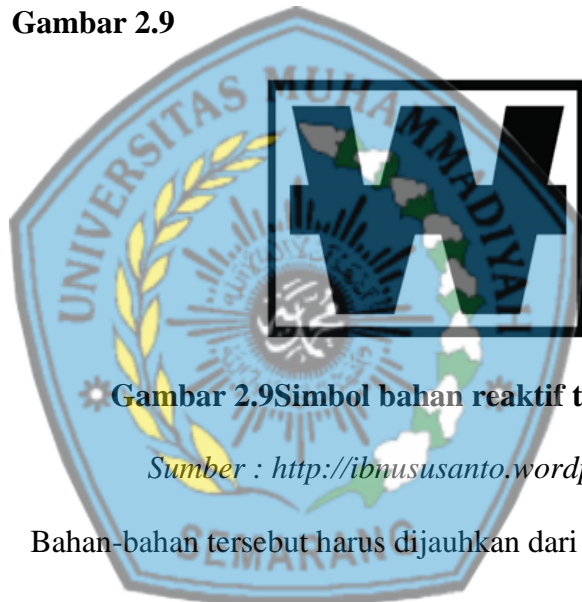 Gambar 2.9
UNIVERSITAS MUHAMMADIYAH
W
Gambar 2.9Simbol bahan reaktif t
Sumber : http://ibnususanto.wordp
Bahan-bahan tersebut harus dijauhkan dari
SEMARANG